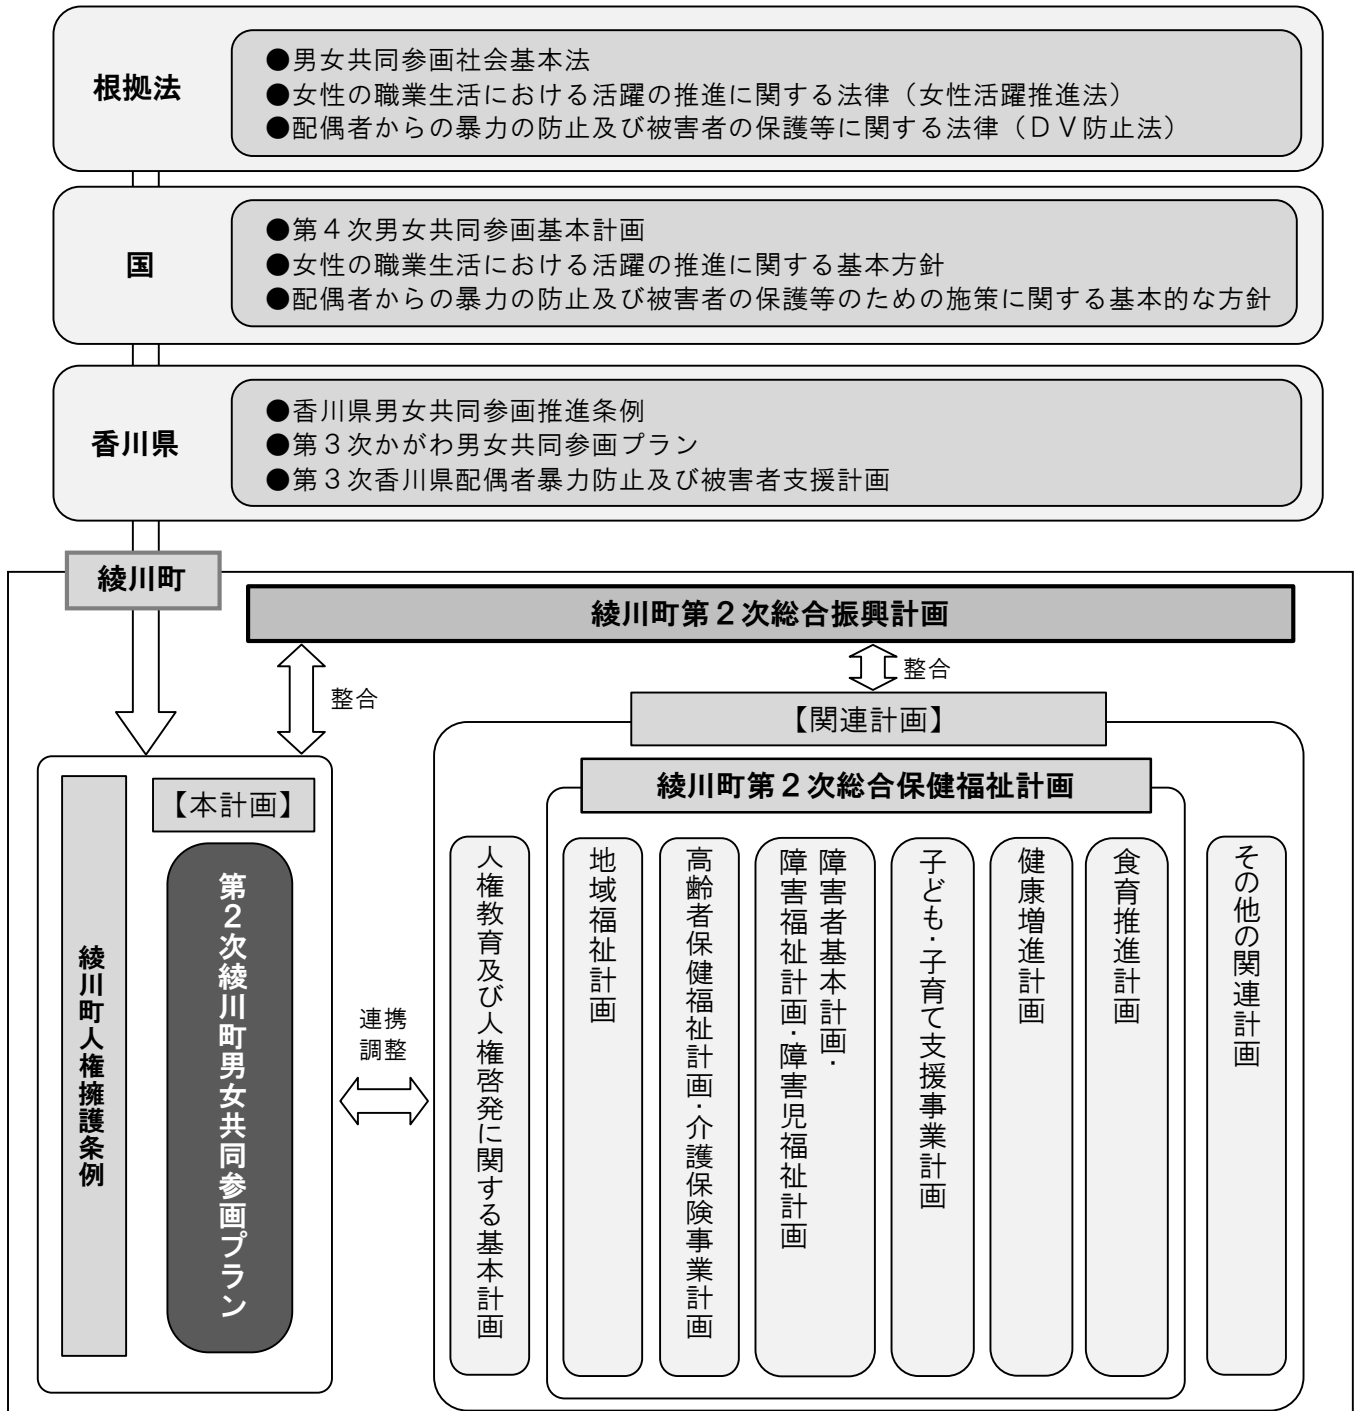 根拠法
●男女共同参画社会基本法
●女性の職業生活における活躍の推進に関する法律（女性活躍推進法）
●配偶者からの暴力の防止及び被害者の保護等に関する法律（ＤＶ防止法）
国
●第４次男女共同参画基本計画
●女性の職業生活における活躍の推進に関する基本方針
●配偶者からの暴力の防止及び被害者の保護等のための施策に関する基本的な方針
香川県
●香川県男女共同参画推進条例
●第３次かがわ男女共同参画プラン
●第３次香川県配偶者暴力防止及び被害者支援計画
綾川町
綾川町第２次総合振興計画
整合
整合
【本計画】
綾川町人権擁護条例
第２次綾川町男女共同参画プラン
連携
調整
【関連計画】
綾川町第２次総合保健福祉計画
人権教育及び人権啓発に関する基本計画
地域福祉計画
高齢者保健福祉計画・介護保険事業計画
障害者基本計画・
障害福祉計画・障害児福祉計画
子ども・子育て支援事業計画
健康増進計画
食育推進計画
その他の関連計画